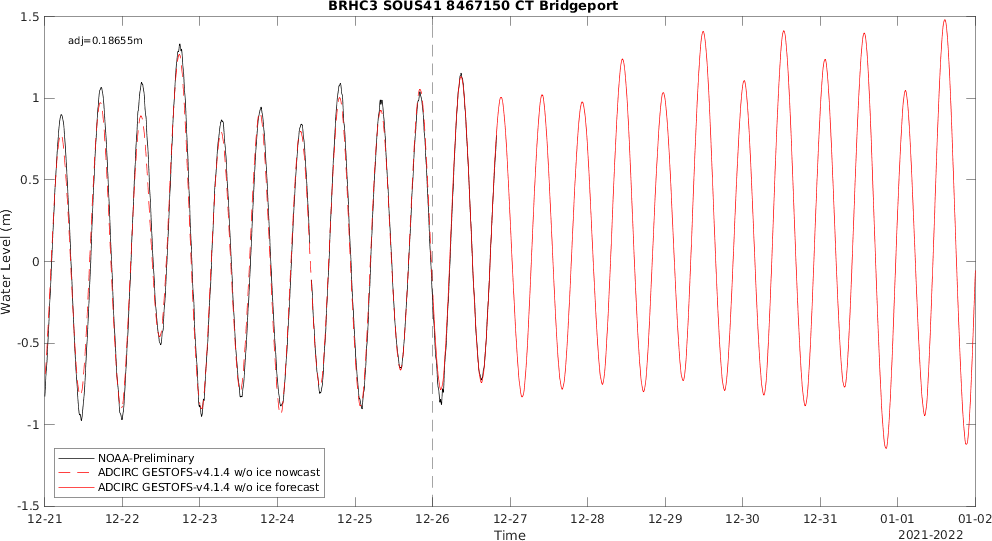 BRHC3 SOUS41 8467150 CT Bridgeport
adj=0.18655m
1.5
1
0.5
0
-0.5
-1
-1.5
Water Level (m)
NOAA-Preliminary
ADCIRC GESTOFS-v4.1.4 w/o ice nowcast
ADCIRC GESTOFS-v4.1.4 w/o ice forecast
12-21 12-22 12-23 12-24 12-25 12-26 12-27 12-28 12-29 12-30 12-31 01-01 01-02
Time
2021-2022